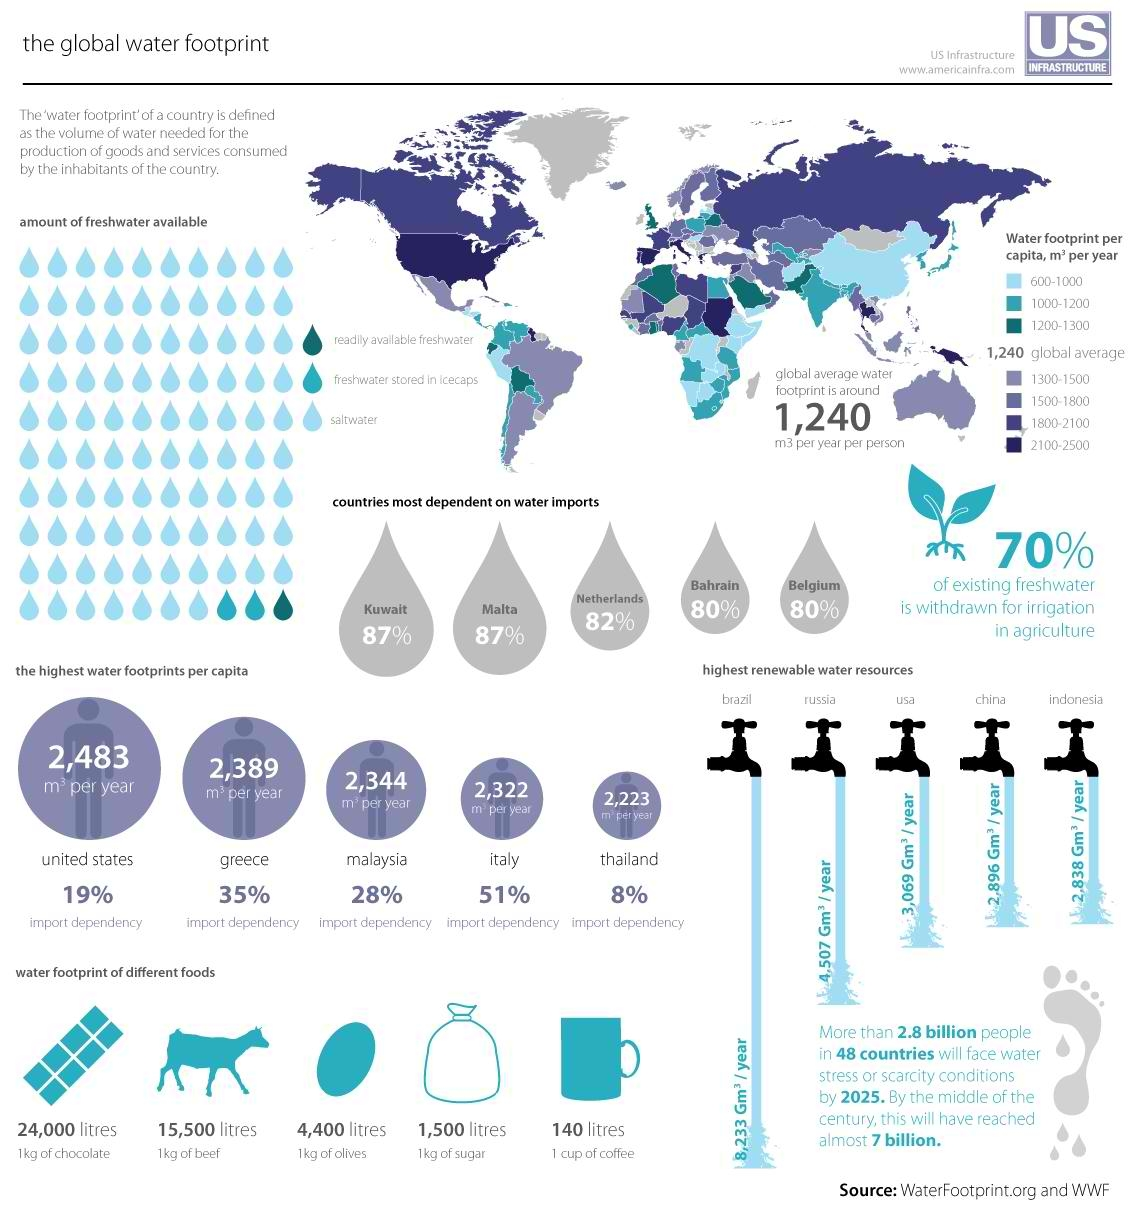 the global water footprint
US Infrastructure
www.americainfra.com
US
INFRASTRUCTURE
The 'water footprint' of a country is defined
as the volume of water needed for the
production of goods and services consumed
by the inhabitants of the country.
amount of freshwater available
readily available freshwater
freshwater stored in icecaps
saltwater
Water footprint per
capita, m³ per year
600-1000
1000-1200
1200-1300
1,240 global average
1300-1500
1500-1800
1800-2100
2100-2500
global average water
footprint is around
1,240
m3 per year per person
countries most dependent on water imports
Kuwait
87%
Malta
87%
Netherlands
82%
Bahrain
80%
Belgium
80%
70%
of existing freshwater
is withdrawn for irrigation
in agriculture
the highest water footprints per capita
2,483
m³ per year
united states
19%
import dependency
2,389
m³ per year
greece
35%
import dependency
2,344
m³ per year
malaysia
28%
import dependency
2,322
m³ per year
italy
51%
import dependency
2,223
m³ per year
thailand
8%
import dependency
highest renewable water resources
brazil
8,233 Gm³ / year
russia
4,507 Gm³ / year
usa
3,069 Gm³ / year
china
2,896 Gm³ / year
indonesia
2,838 Gm³ / year
water footprint of different foods
24,000 litres
1kg of chocolate
15,500 litres
1kg of beef
4,400 litres
1kg of olives
1,500 litres
1kg of sugar
140 litres
1 cup of coffee
More than 2.8 billion people
in 48 countries will face water
stress or scarcity conditions
by 2025. By the middle of the
century, this will have reached
almost 7 billion.
Source: WaterFootprint.org and WWF